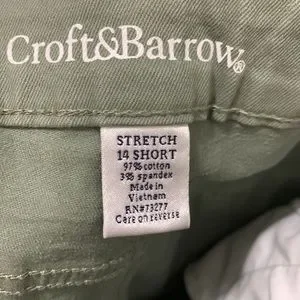 Croft&Barrow®
STRETCH
14 SHORT
97% cotton
3% spandex
Made in
Vietnam
RN#73277
Care on reverse